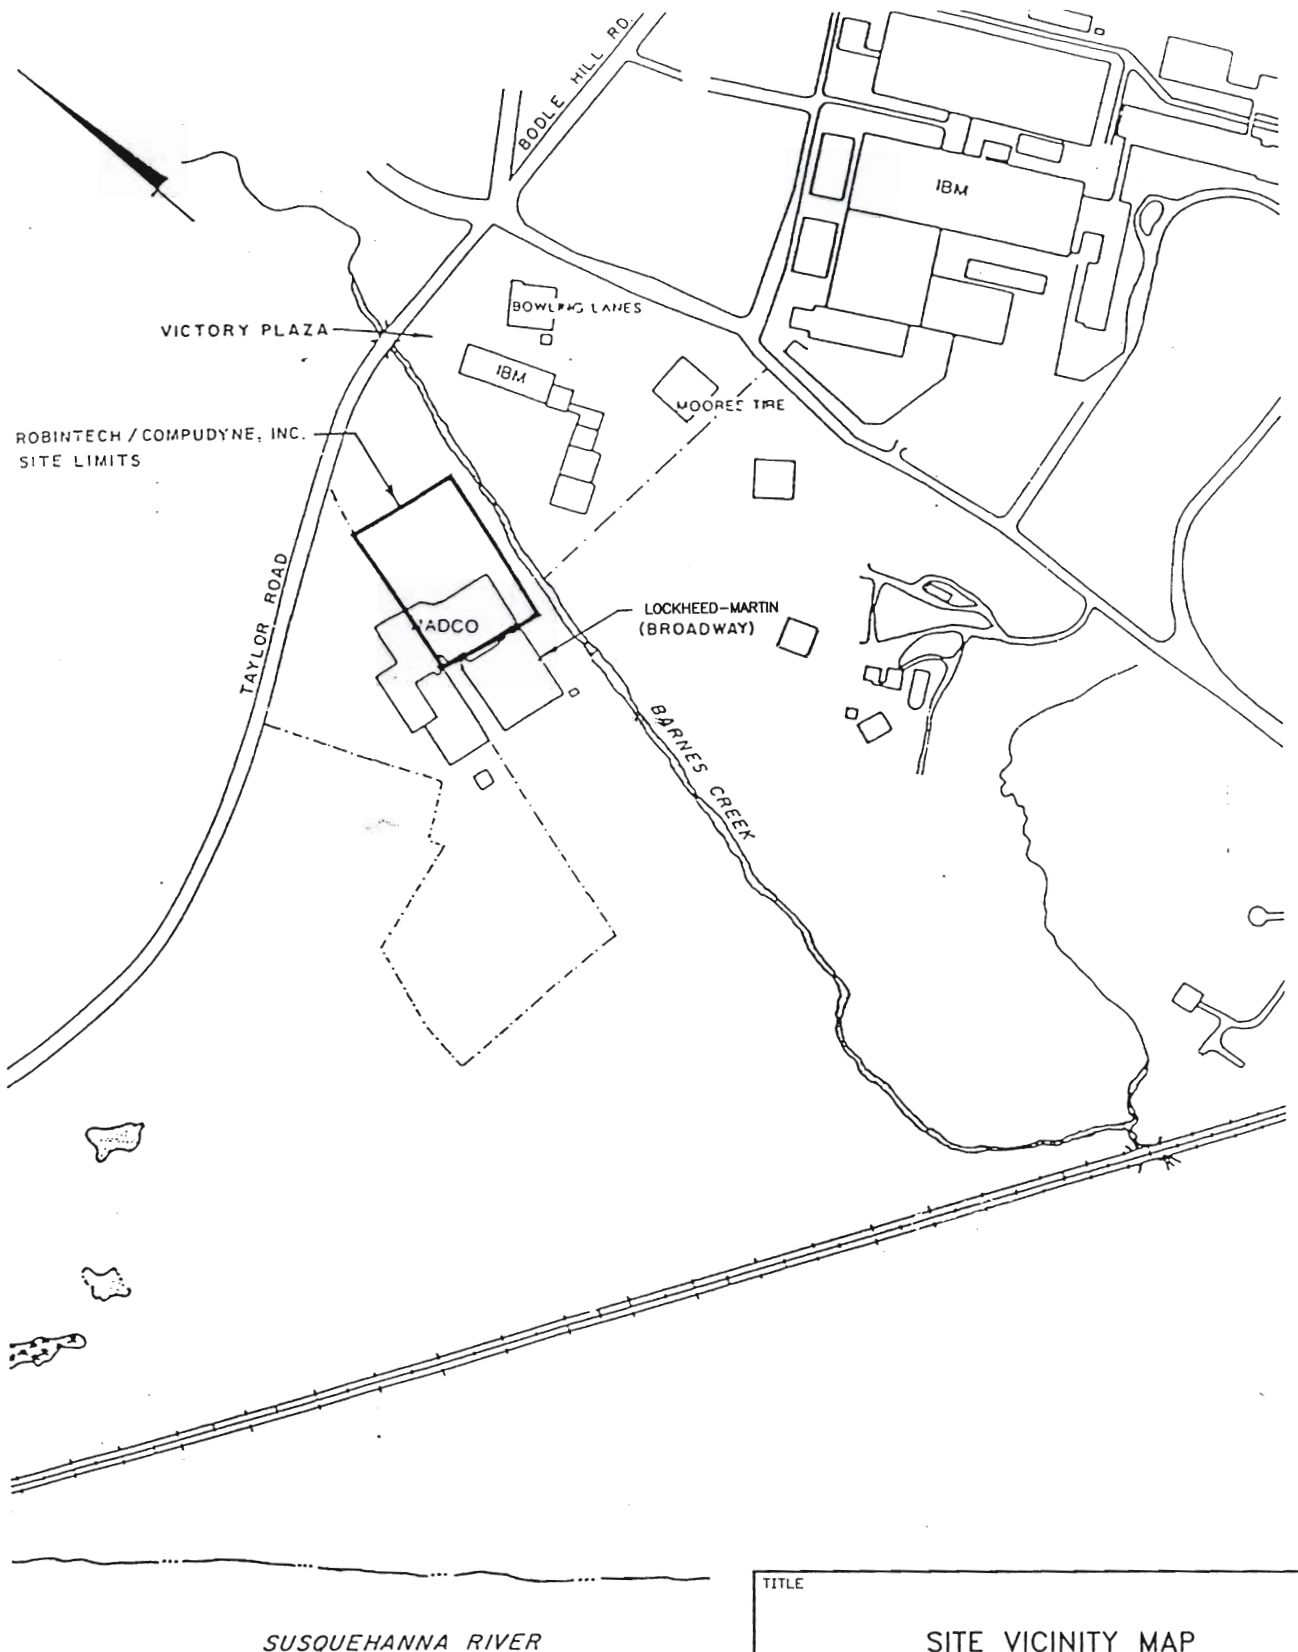 BODLE HILL RD.
IBM
BOWLING LANES
VICTORY PLAZA
IBM
MOORES TIRE
ROBINTECH / COMPUDYNE, INC.
SITE LIMITS
TAYLOR ROAD
LOCKHEED-MARTIN
(BROADWAY)
BARNES CREEK
TITLE
SUSQUEHANNA RIVER
SITE VICINITY MAP